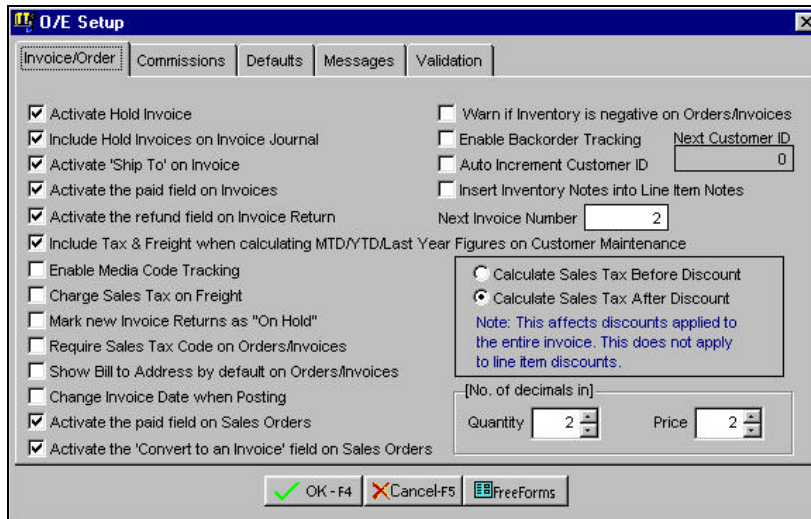 O/E Setup
Invoice/Order
Commissions
Defaults
Messages
Validation
Activate Hold Invoice
Include Hold Invoices on Invoice Journal
Activate 'Ship To' on Invoice
Activate the paid field on Invoices
Activate the refund field on Invoice Return
Include Tax & Freight when calculating MTD/YTD/Last Year Figures on Customer Maintenance
Enable Media Code Tracking
Charge Sales Tax on Freight
Mark new Invoice Returns as "On Hold"
Require Sales Tax Code on Orders/Invoices
Show Bill to Address by default on Orders/Invoices
Change Invoice Date when Posting
Activate the paid field on Sales Orders
Activate the 'Convert to an Invoice' field on Sales Orders
Warn if Inventory is negative on Orders/Invoices
Enable Backorder Tracking
Next Customer ID
Auto Increment Customer ID
0
Insert Inventory Notes into Line Item Notes
Next Invoice Number 2
Calculate Sales Tax Before Discount
Calculate Sales Tax After Discount
Note: This affects discounts applied to
the entire invoice. This does not apply
to line item discounts.
[No. of decimals in]
Quantity 2 Price 2
OK - F4
Cancel-F5
FreeForms